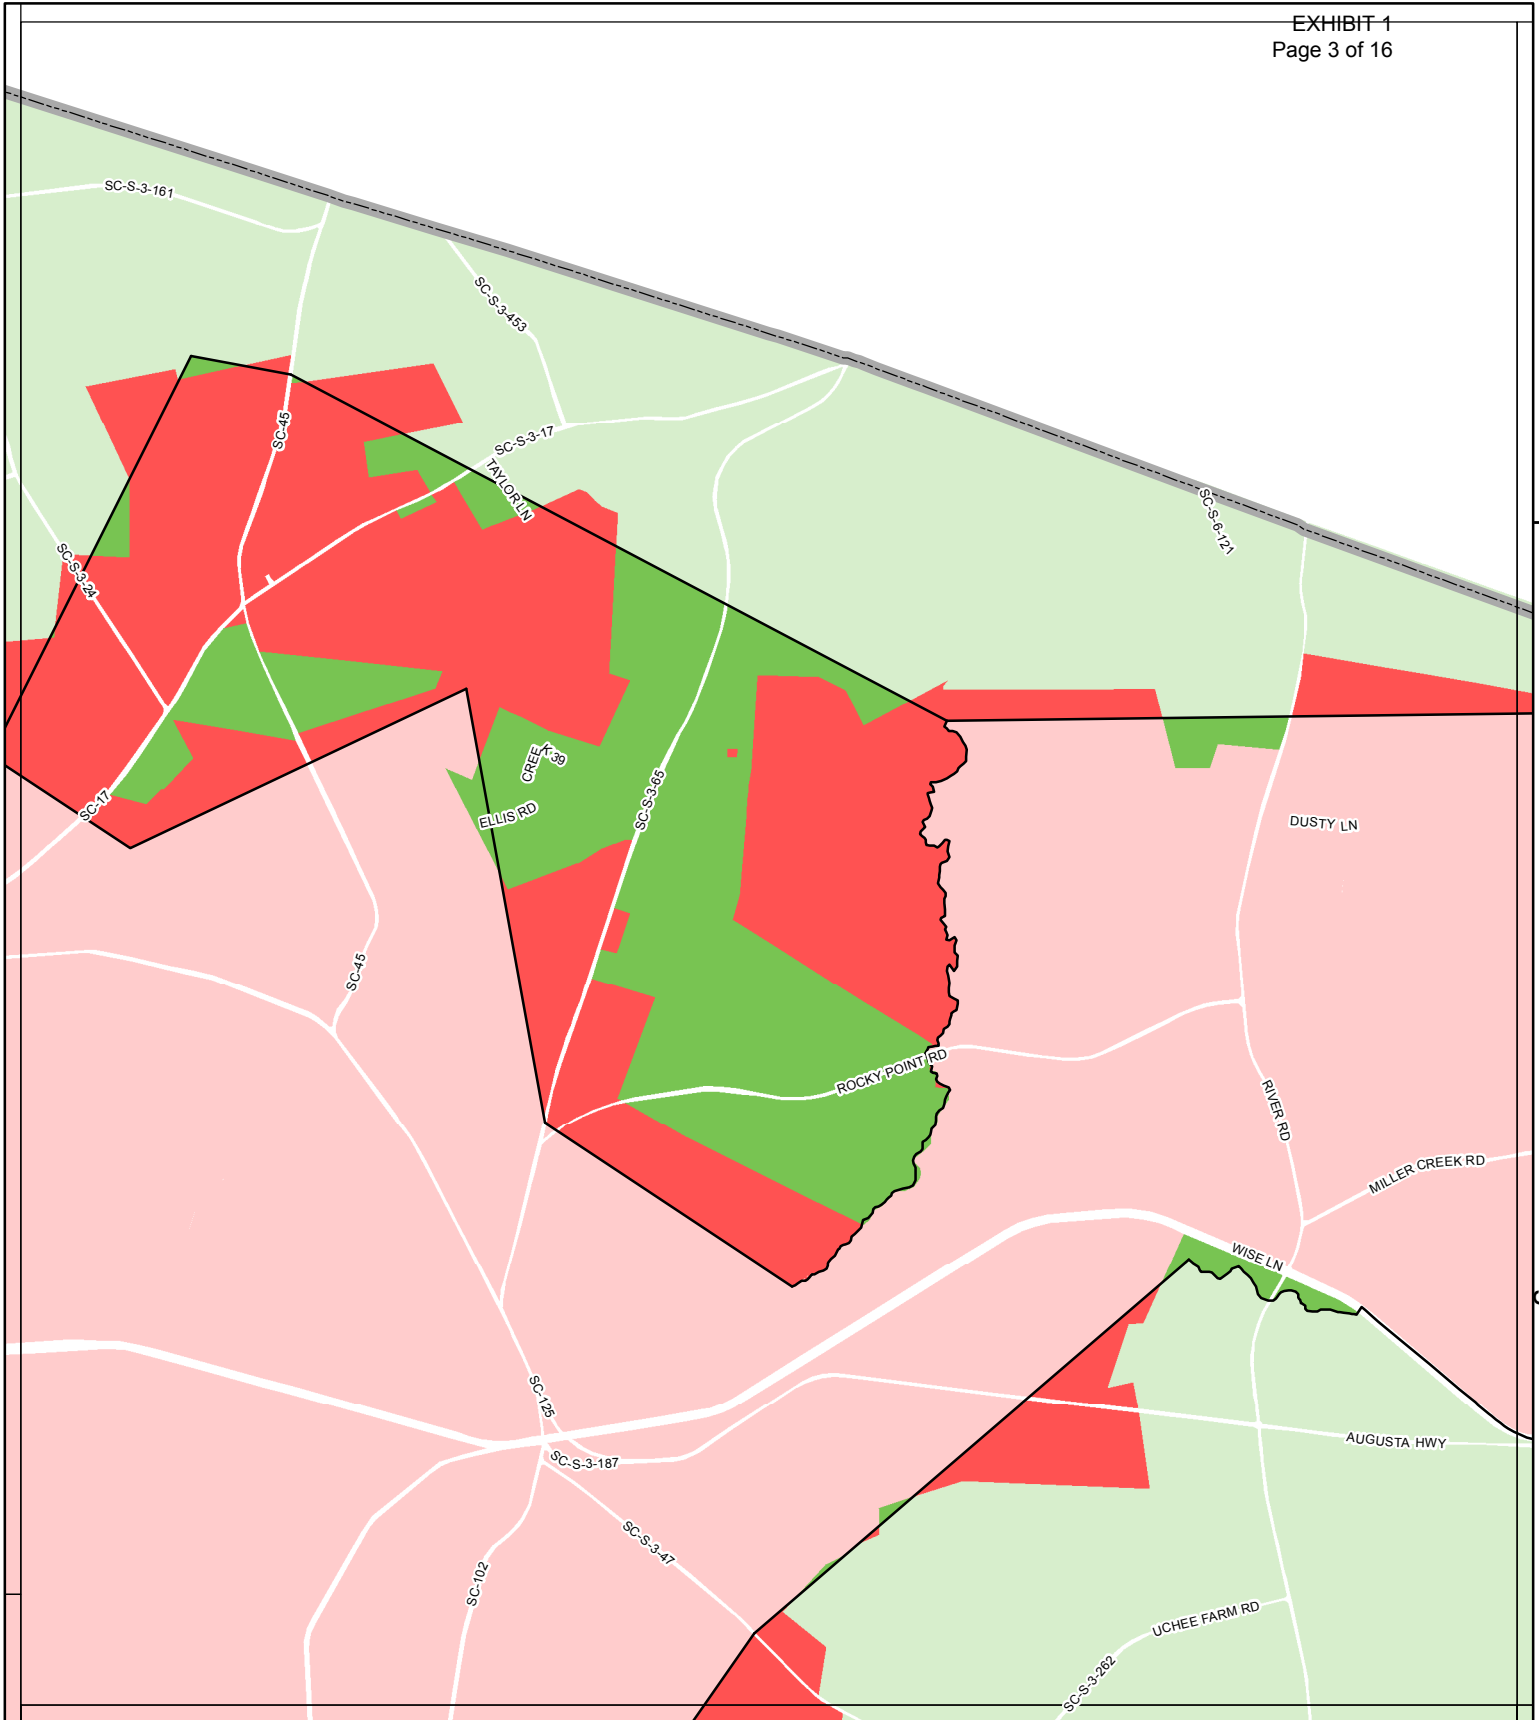 EXHIBIT 1
Page 3 of 16
SC-S-3-161
SC-S-3-453
SC-45
SC-S-3-17
TAYLOR LN
SC-S-6-121
SC-S-3-24
CREE
K 39
ELLIS RD
SC-S-3-65
SC-17
DUSTY LN
SC-45
ROCKY POINT RD
RIVER RD
MILLER CREEK RD
WISE LN
SC-125
AUGUSTA HWY
SC-S-3-187
SC-S-3-47
SC-102
UCHEE FARM RD
SC-S-3-262